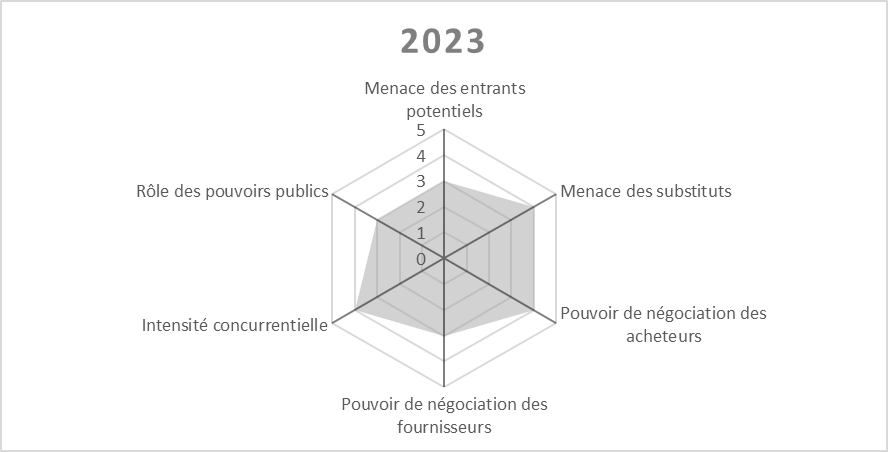 2023
Menace des entrants
potentiels
5
4
3
2
1
0
Menace des substituts
Pouvoir de négociation des
acheteurs
Pouvoir de négociation des
fournisseurs
Intensité concurrentielle
Rôle des pouvoirs publics